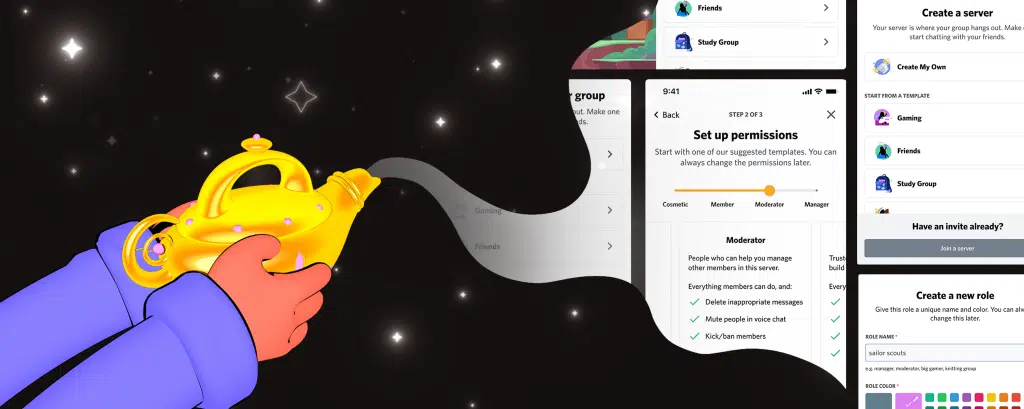 Friends
Study Group
r group
out. Make one
ds.
Gaming
Friends
9:41
Back
STEP 2 OF 3
Set up permissions
Start with one of our suggested templates. You can
always change the permissions later.
Cosmetic
Member
Moderator
Manager
Moderator
People who can help you manage
other members in this server.
Everything members can do, and:
Delete inappropriate messages
Mute people in voice chat
Kick/ban members
Trust
build
Every
Create a server
Your server is where your group hangs out. Make
start chatting with your friends.
Create My Own
START FROM A TEMPLATE
Gaming
Friends
Study Group
Have an invite already?
Join a server
Create a new role
Give this role a unique name and color. You can alw
change this later.
ROLE NAME *
sailor scouts
e.g. manager, moderator, big gamer, knitting group
ROLE COLOR *